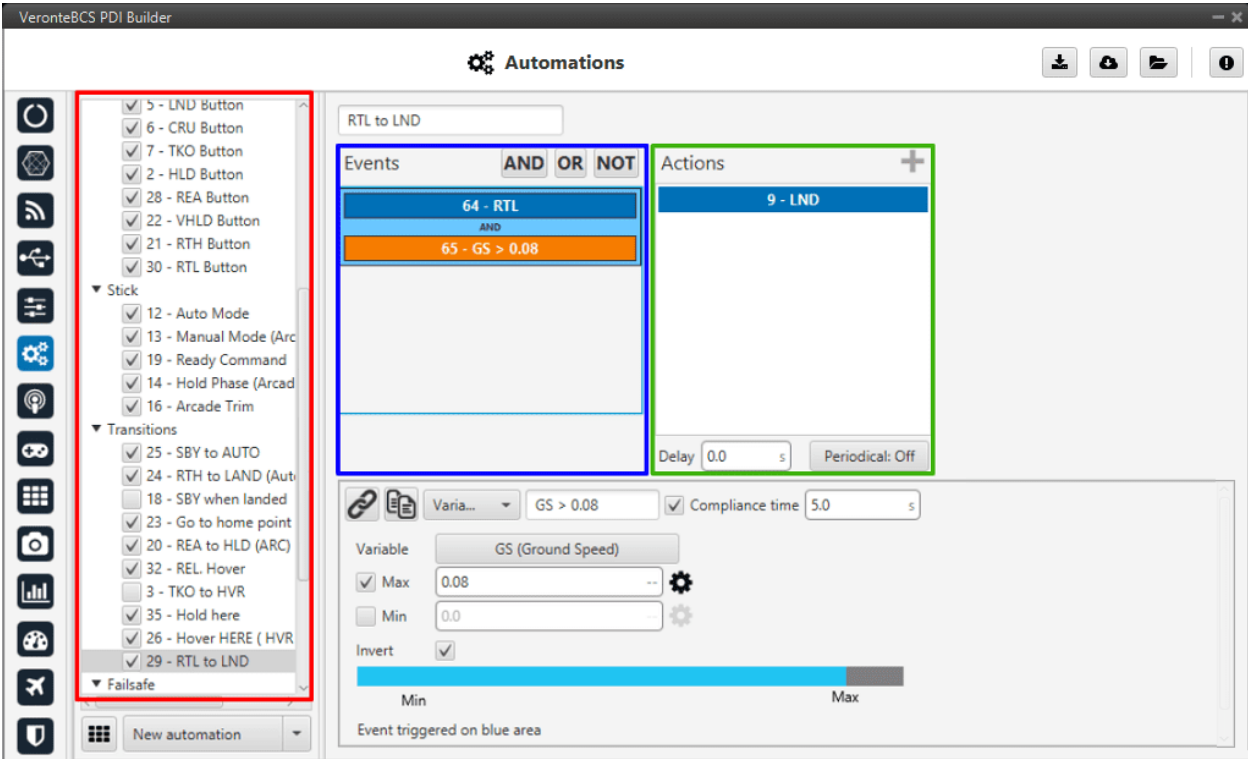 VeronteBCS PDI Builder
Automations
5 - LND Button
6 - CRU Button
7 - TKO Button
2 - HLD Button
28 - REA Button
22 - VHLD Button
21 - RTH Button
30 - RTL Button
Stick
12 - Auto Mode
13 - Manual Mode (Arc
19 - Ready Command
14 - Hold Phase (Arcad
16 - Arcade Trim
Transitions
25 - SBY to AUTO
24 - RTH to LAND (Aut
18 - SBY when landed
23 - Go to home point
20 - REA to HLD (ARC)
32 - REL. Hover
3 - TKO to HVR
35 - Hold here
26 - Hover HERE ( HVR
29 - RTL to LND
Failsafe
New automation
RTL to LND
Events AND OR NOT
64 - RTL
AND
65 - GS > 0.08
Actions
9 - LND
Delay 0.0 s Periodical: Off
Varia... GS > 0.08 Compliance time 5.0 s
Variable GS (Ground Speed)
Max 0.08 --
Min 0.0 --
Invert
Min Max
Event triggered on blue area